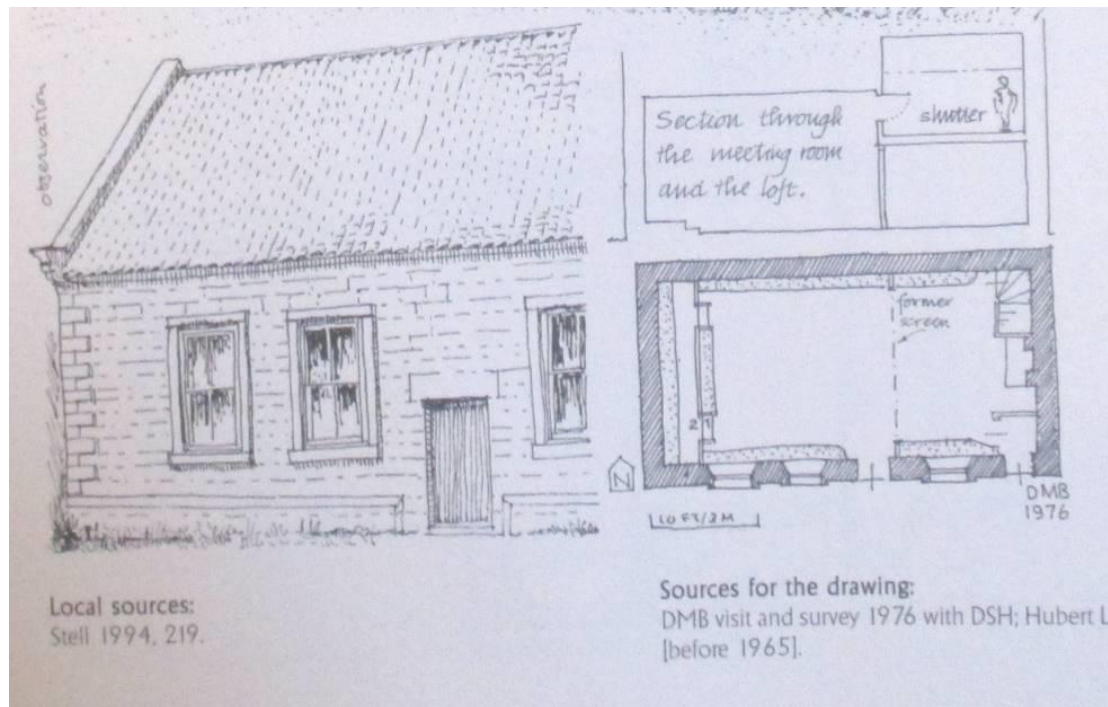 observation
Section through
the meeting room
and the loft.
shutter
former
screen
2
N
10 FT/3M
DMB
1976
Local sources:
Stell 1994, 219.
Sources for the drawing:
DMB visit and survey 1976 with DSH; Hubert L
[before 1965].